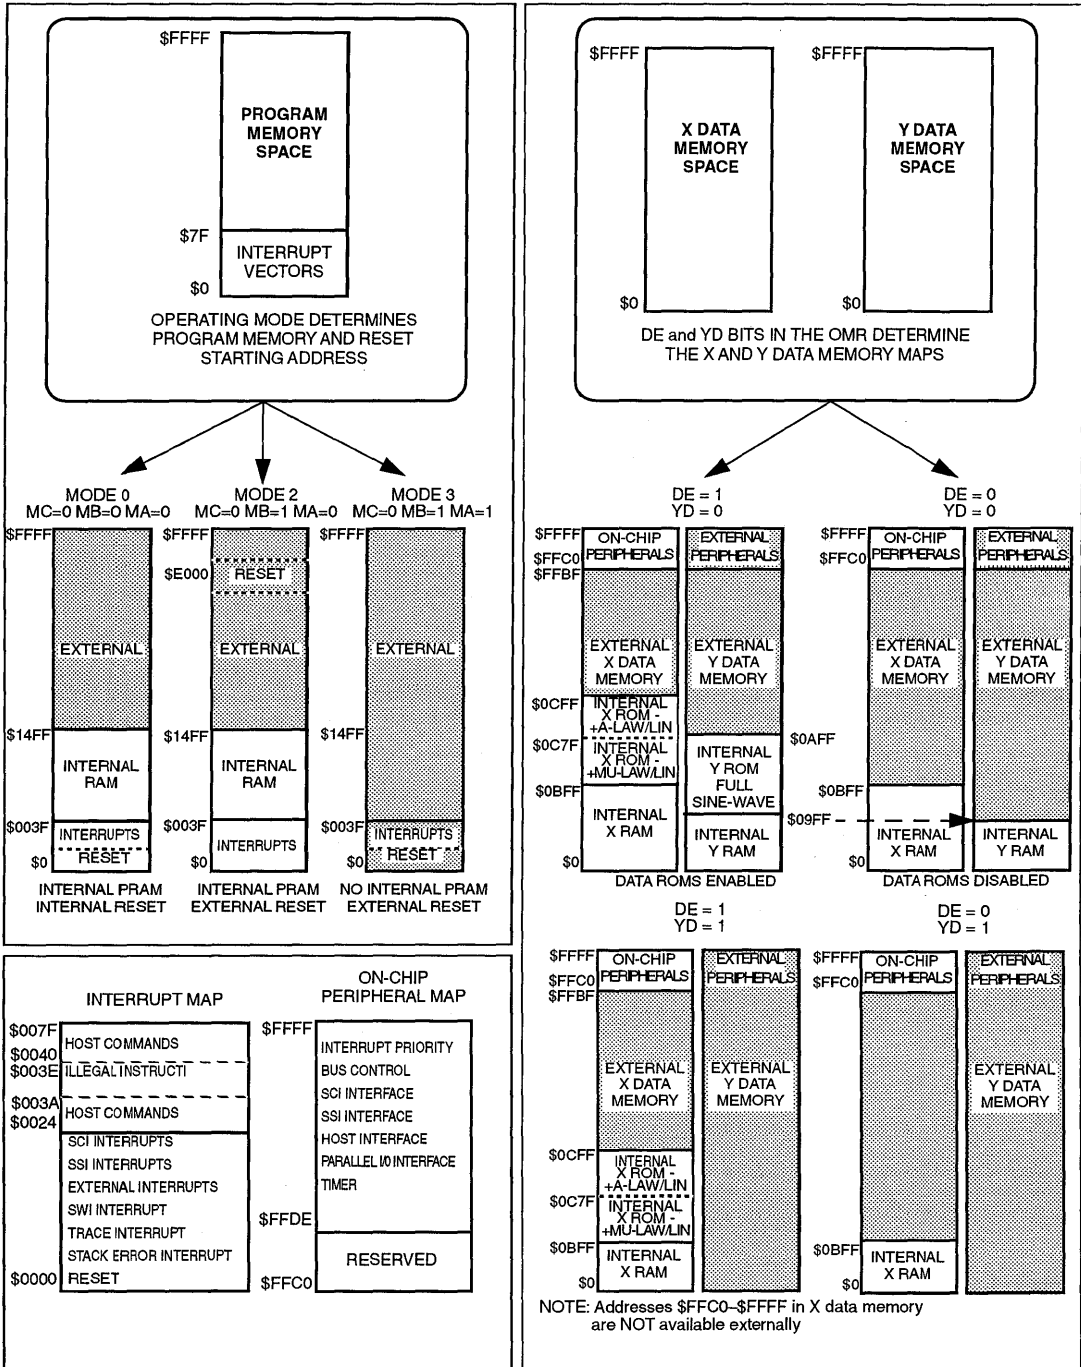 $FFFF
PROGRAM
MEMORY
SPACE
$7F
INTERRUPT
VECTORS
$0
OPERATING MODE DETERMINES
PROGRAM MEMORY AND RESET
STARTING ADDRESS
MODE 0
MC=0 MB=0 MA=0
$FFFF
EXTERNAL
$14FF
INTERNAL
RAM
$003F
INTERRUPTS
RESET
$0
INTERNAL PRAM
INTERNAL RESET
MODE 2
MC=0 MB=1 MA=0
$FFFF
$E000
RESET
EXTERNAL
$14FF
INTERNAL
RAM
$003F
INTERRUPTS
$0
INTERNAL PRAM
EXTERNAL RESET
MODE 3
MC=0 MB=1 MA=1
$FFFF
EXTERNAL
$14FF
$003F
INTERRUPTS
RESET
$0
NO INTERNAL PRAM
EXTERNAL RESET
INTERRUPT MAP
$007F
HOST COMMANDS
$0040
$003E
ILLEGAL INSTRUCTI
$003A
HOST COMMANDS
$0024
SCI INTERRUPTS
SSI INTERRUPTS
EXTERNAL INTERRUPTS
SWI INTERRUPT
TRACE INTERRUPT
STACK ERROR INTERRUPT
$0000
RESET
ON-CHIP
PERIPHERAL MAP
$FFFF
INTERRUPT PRIORITY
BUS CONTROL
SCI INTERFACE
SSI INTERFACE
HOST INTERFACE
PARALLEL I/O INTERFACE
TIMER
$FFDE
RESERVED
$FFC0
$FFFF
X DATA
MEMORY
SPACE
$0
$FFFF
Y DATA
MEMORY
SPACE
$0
DE and YD BITS IN THE OMR DETERMINE
THE X AND Y DATA MEMORY MAPS
DE = 1
YD = 0
$FFFF
ON-CHIP
PERIPHERALS
$FFC0
$FFBF
EXTERNAL
X DATA
MEMORY
$0CFF
INTERNAL
X ROM -
+A-LAW/LIN
$0C7F
INTERNAL
X ROM -
+MU-LAW/LIN
$0BFF
INTERNAL
X RAM
$0
EXTERNAL
PERIPHERALS
EXTERNAL
Y DATA
MEMORY
$0AFF
INTERNAL
Y ROM
FULL
SINE-WAVE
$09FF
INTERNAL
Y RAM
DATA ROMS ENABLED
DE = 0
YD = 0
$FFFF
ON-CHIP
PERIPHERALS
$FFC0
EXTERNAL
X DATA
MEMORY
$0BFF
INTERNAL
X RAM
$0
EXTERNAL
PERIPHERALS
EXTERNAL
Y DATA
MEMORY
INTERNAL
Y RAM
DATA ROMS DISABLED
DE = 1
YD = 1
$FFFF
ON-CHIP
PERIPHERALS
$FFC0
$FFBF
EXTERNAL
X DATA
MEMORY
$0CFF
INTERNAL
X ROM -
+A-LAW/LIN
$0C7F
INTERNAL
X ROM -
+MU-LAW/LIN
$0BFF
INTERNAL
X RAM
$0
EXTERNAL
PERIPHERALS
EXTERNAL
Y DATA
MEMORY
DE = 0
YD = 1
$FFFF
ON-CHIP
PERIPHERALS
$FFC0
$0BFF
INTERNAL
X RAM
$0
EXTERNAL
PERIPHERALS
EXTERNAL
Y DATA
MEMORY
NOTE: Addresses $FFC0–$FFFF in X data memory
are NOT available externally